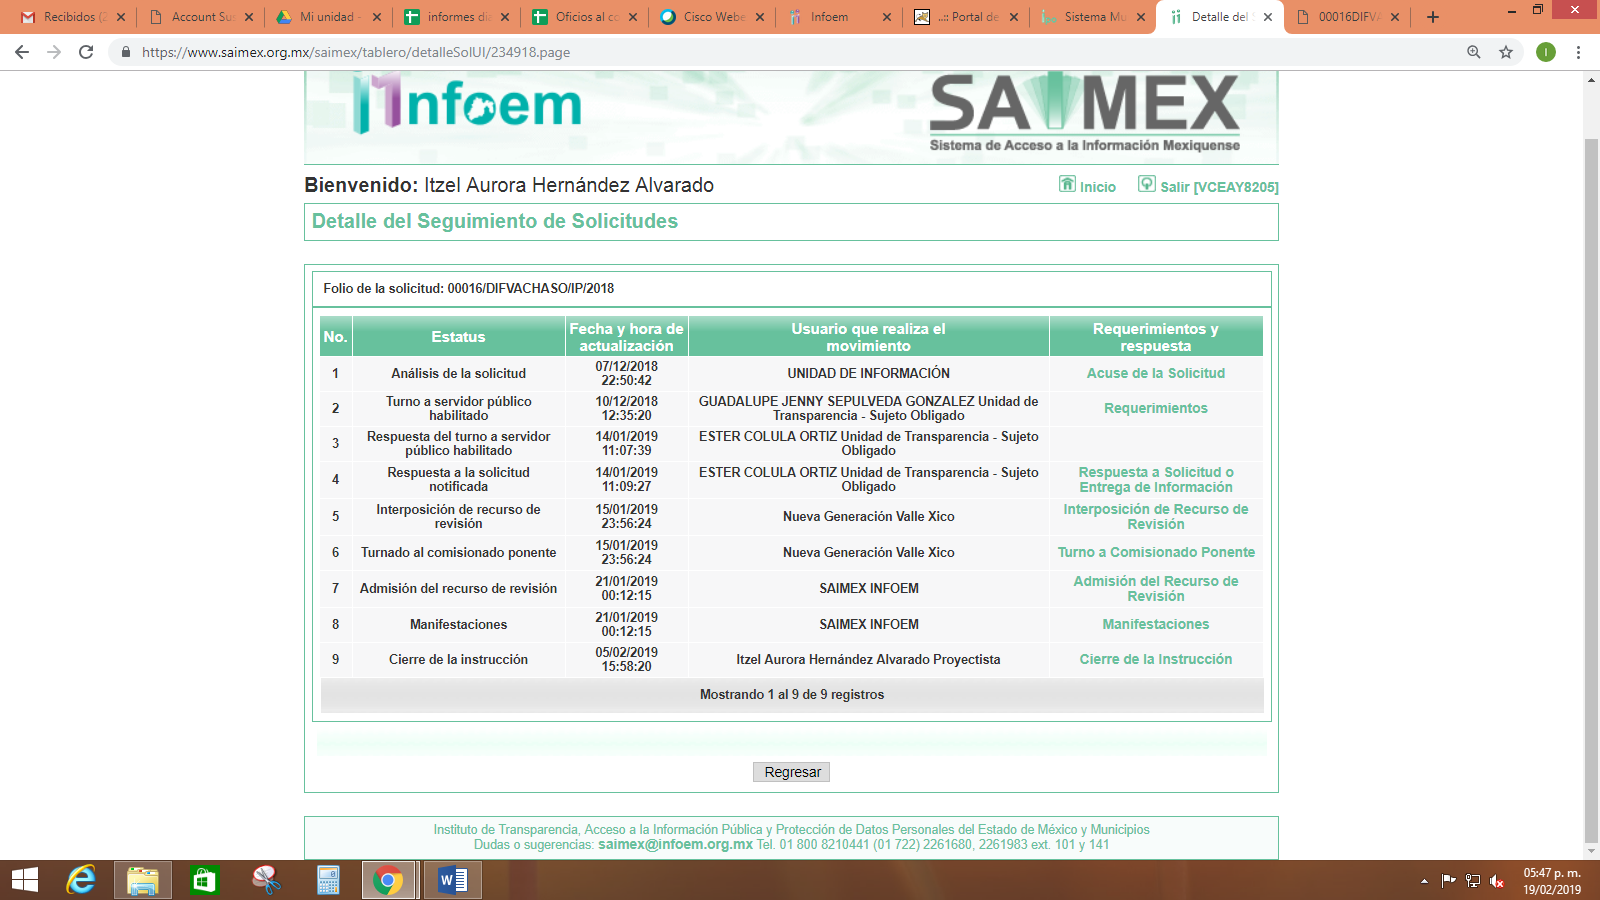 Recibidos (2
Account Sus
Mi unidad -
informes dia
Oficios al co
Cisco Webe
Infoem
..:: Portal de
Sistema Mu
Detalle del S
00016DIFVA
https://www.saimex.org.mx/saimex/tablero/detalleSolUI/234918.page
I
Infoem
SAIMEX
Sistema de Acceso a la Información Mexiquense
Bienvenido: Itzel Aurora Hernández Alvarado
Inicio
Salir [VCEAY8205]
Detalle del Seguimiento de Solicitudes
Folio de la solicitud: 00016/DIFVACHASO/IP/2018
No. Estatus Fecha y hora de actualización Usuario que realiza el movimiento Requerimientos y respuesta
1 Análisis de la solicitud 07/12/2018 22:50:42 UNIDAD DE INFORMACIÓN Acuse de la Solicitud
2 Turno a servidor público habilitado 10/12/2018 12:35:20 GUADALUPE JENNY SEPULVEDA GONZALEZ Unidad de Transparencia - Sujeto Obligado Requerimientos
3 Respuesta del turno a servidor público habilitado 14/01/2019 11:07:39 ESTER COLULA ORTIZ Unidad de Transparencia - Sujeto Obligado
4 Respuesta a la solicitud notificada 14/01/2019 11:09:27 ESTER COLULA ORTIZ Unidad de Transparencia - Sujeto Obligado Respuesta a Solicitud o Entrega de Información
5 Interposición de recurso de revisión 15/01/2019 23:56:24 Nueva Generación Valle Xico Interposición de Recurso de Revisión
6 Turnado al comisionado ponente 15/01/2019 23:56:24 Nueva Generación Valle Xico Turno a Comisionado Ponente
7 Admisión del recurso de revisión 21/01/2019 00:12:15 SAIMEX INFOEM Admisión del Recurso de Revisión
8 Manifestaciones 21/01/2019 00:12:15 SAIMEX INFOEM Manifestaciones
9 Cierre de la instrucción 05/02/2019 15:58:20 Itzel Aurora Hernández Alvarado Proyectista Cierre de la Instrucción
Mostrando 1 al 9 de 9 registros
Regresar
Instituto de Transparencia, Acceso a la Información Pública y Protección de Datos Personales del Estado de México y Municipios
Dudas o sugerencias: saimex@infoem.org.mx Tel. 01 800 8210441 (01 722) 2261680, 2261983 ext. 101 y 141
05:47 p. m.
19/02/2019